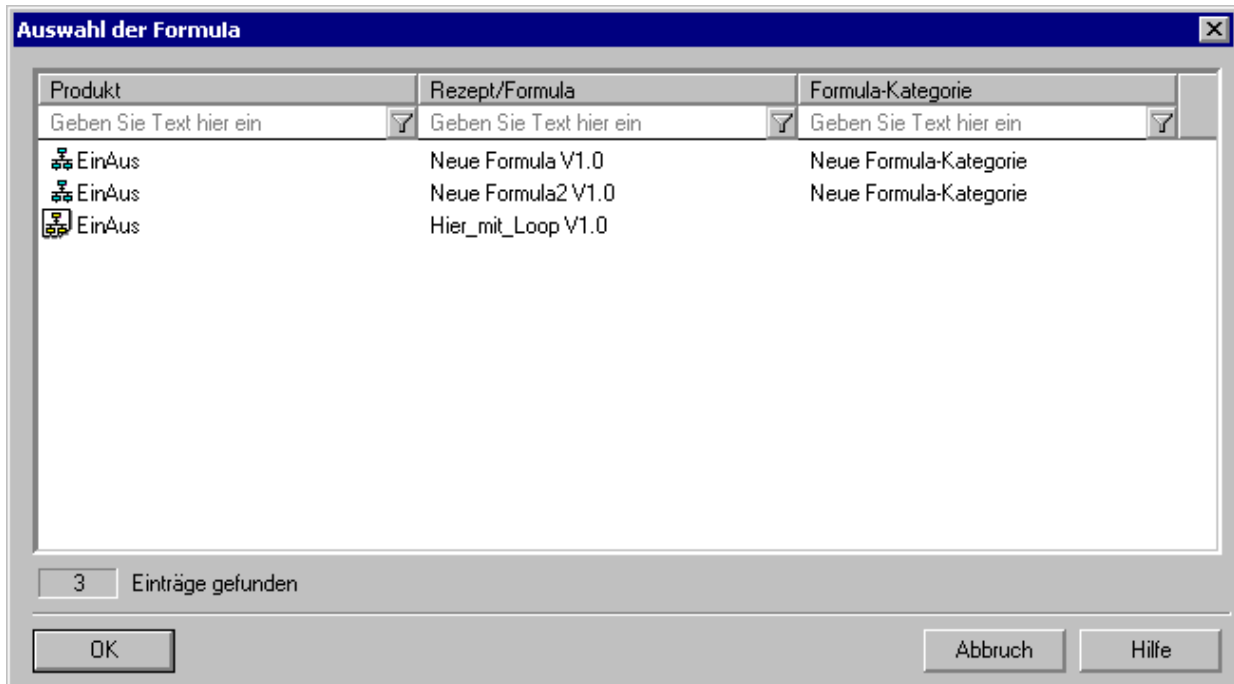 Auswahl der Formula
Produkt Rezept/Formula Formula-Kategorie
Geben Sie Text hier ein Geben Sie Text hier ein Geben Sie Text hier ein
EinAus Neue Formula V1.0 Neue Formula-Kategorie
EinAus Neue Formula2 V1.0 Neue Formula-Kategorie
EinAus Hier_mit_Loop V1.0
3 Einträge gefunden
OK Abbruch Hilfe